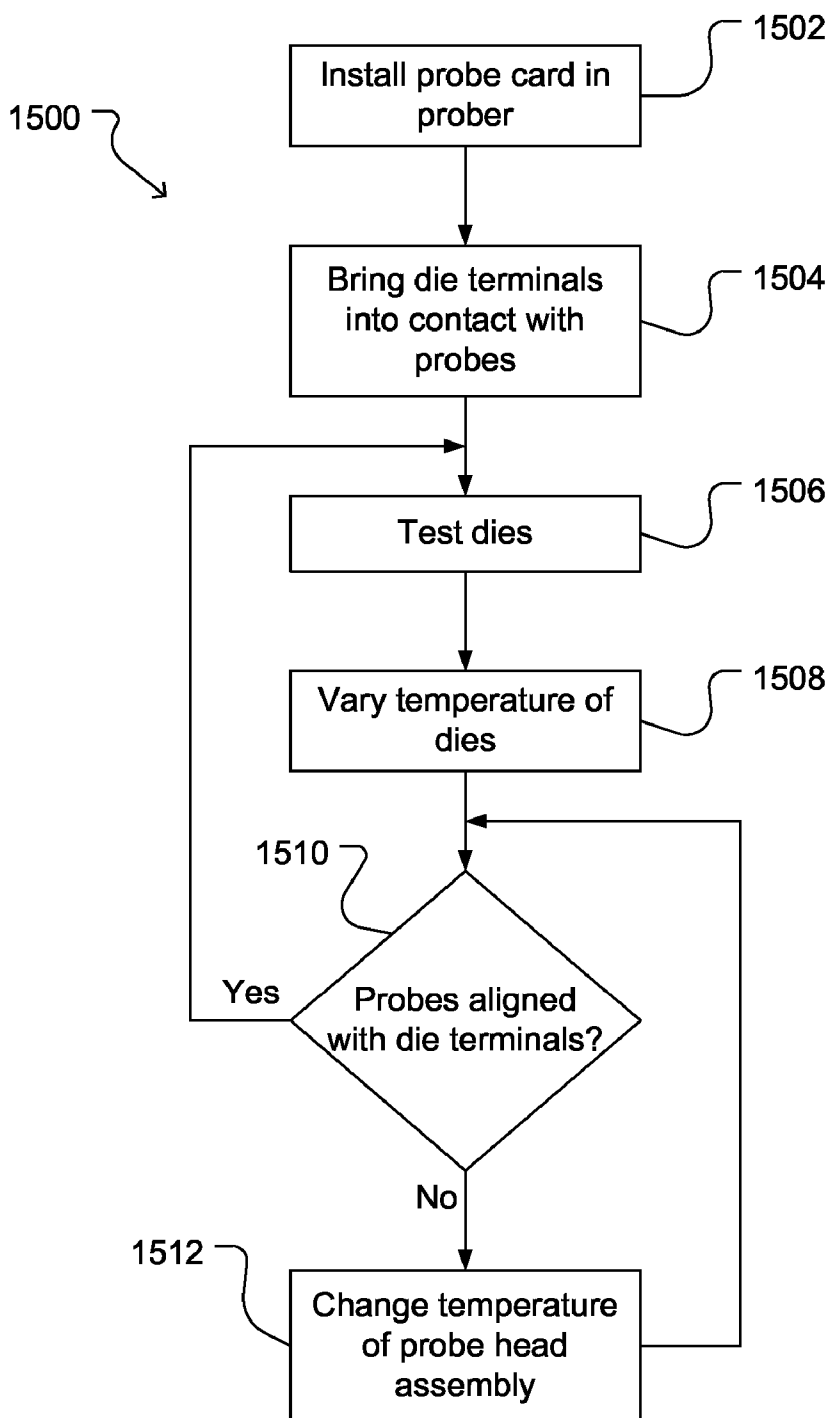 1502
Install probe card in
prober
1500
1504
Bring die terminals
into contact with
probes
1506
Test dies
1508
Vary temperature of
dies
1510
Yes
Probes aligned
with die terminals?
No
1512
Change temperature
of probe head
assembly